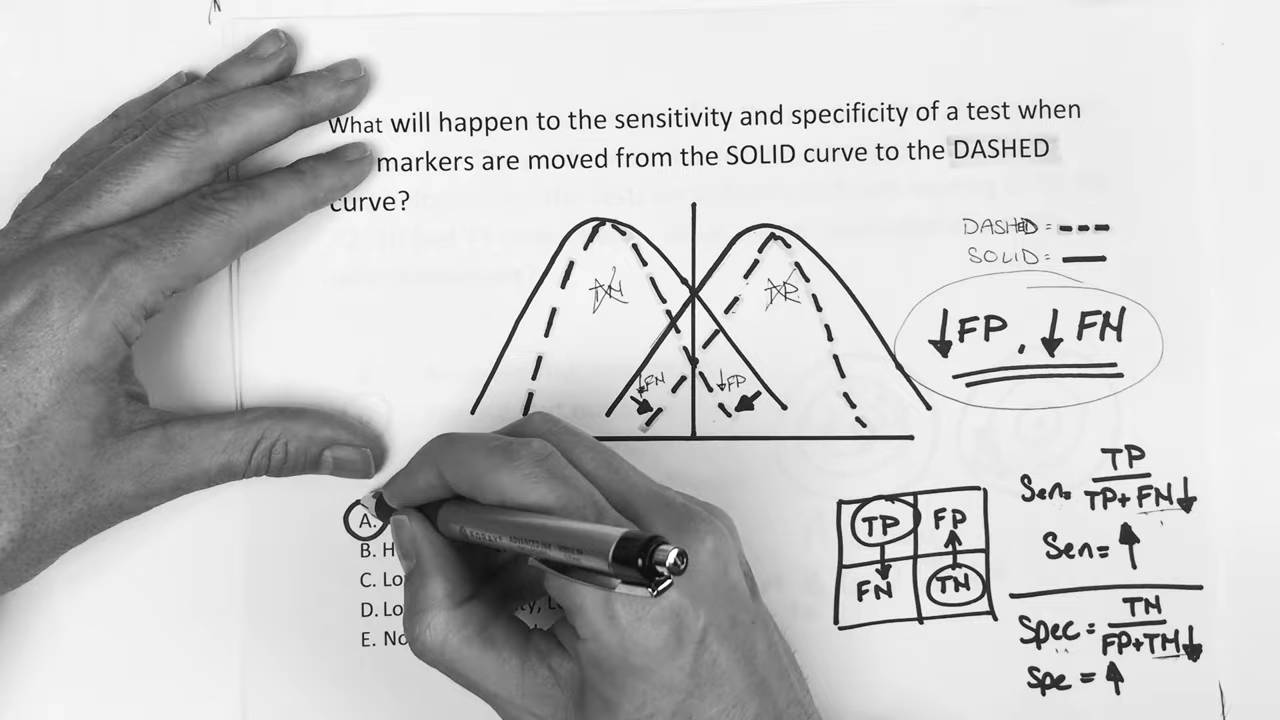 What will happen to the sensitivity and specificity of a test when
markers are moved from the SOLID curve to the DASHED
curve?
DASHED =
SOLID =
TN
TP
↓FP, ↓FN
↓FN
↓FP
A.
B. H
C. Lo
D. Lo
E. No
TP FP
FN TN
Sen= TP
TP+FN↓
Sen= ↑
Spec = TN
FP+TN↓
Spe = ↑